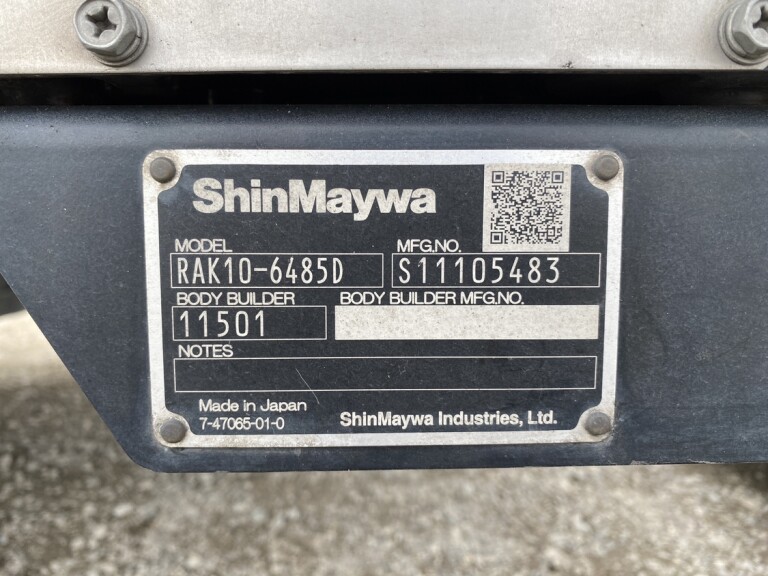 ShinMaywa
MODEL MFG.NO.
RAK10-6485D S11105483
BODY BUILDER BODY BUILDER MFG.NO.
11501
NOTES
Made in Japan
7-47065-01-0 ShinMaywa Industries, Ltd.